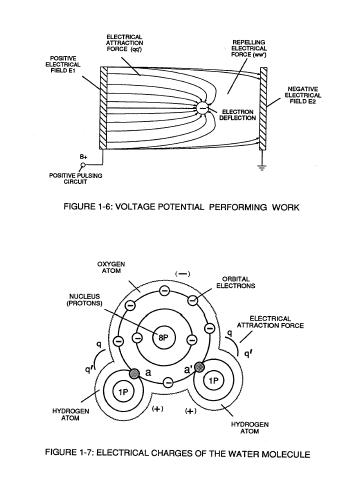 ELECTRICAL
ATTRACTION
FORCE (qq')
REPELLING
ELECTRICAL
FORCE (ww')
POSITIVE
ELECTRICAL
FIELD E1
NEGATIVE
ELECTRICAL
FIELD E2
ELECTRON
DEFLECTION
B+
POSITIVE PULSING
CIRCUIT
FIGURE 1-6: VOLTAGE POTENTIAL PERFORMING WORK
OXYGEN
ATOM
(—)
ORBITAL
ELECTRONS
NUCLEUS
(PROTONS)
8P
ELECTRICAL
ATTRACTION FORCE
q
q
q'
q'
a
a'
1P
1P
(+)
(+)
HYDROGEN
ATOM
HYDROGEN
ATOM
FIGURE 1-7: ELECTRICAL CHARGES OF THE WATER MOLECULE